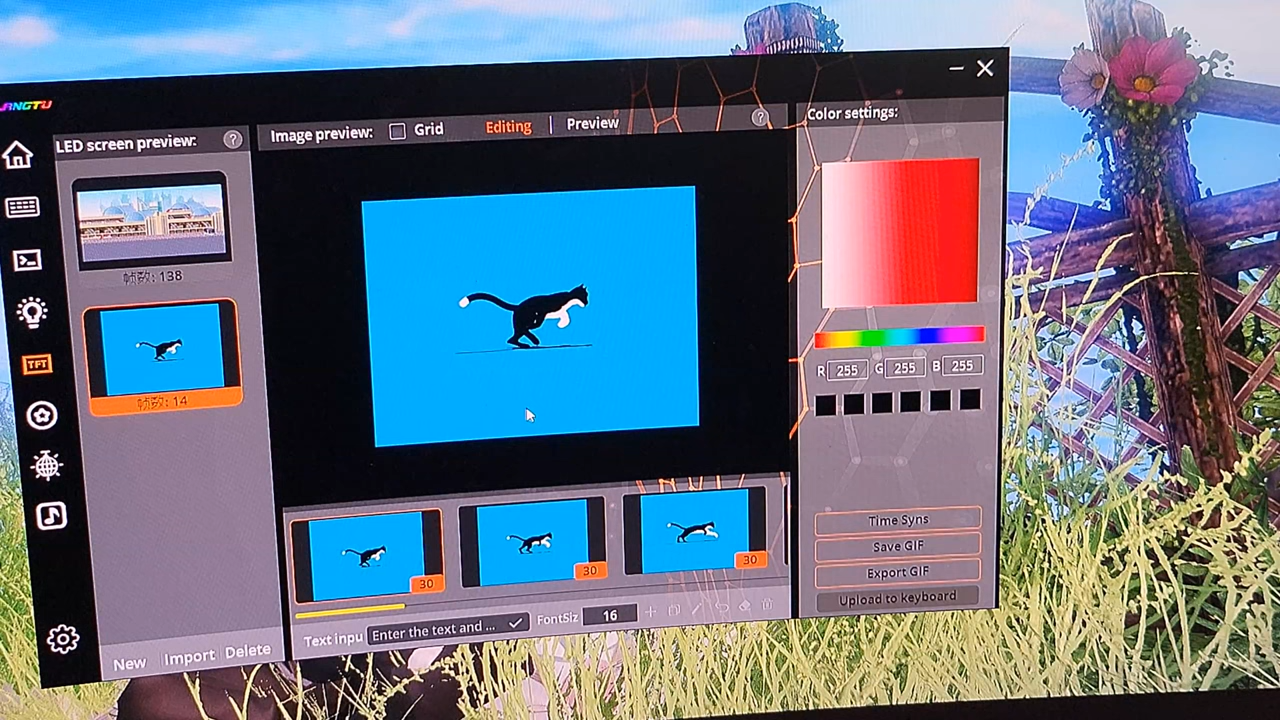 LANGTU
LED screen preview: ?
帧数: 138
帧数: 14
New Import Delete
Image preview: Grid Editing | Preview ?
30 30 30
Text inpu Enter the text and ... FontSiz 16
Color settings:
R 255 G 255 B 255
Time Syns
Save GIF
Export GIF
Upload to keyboard
TFT